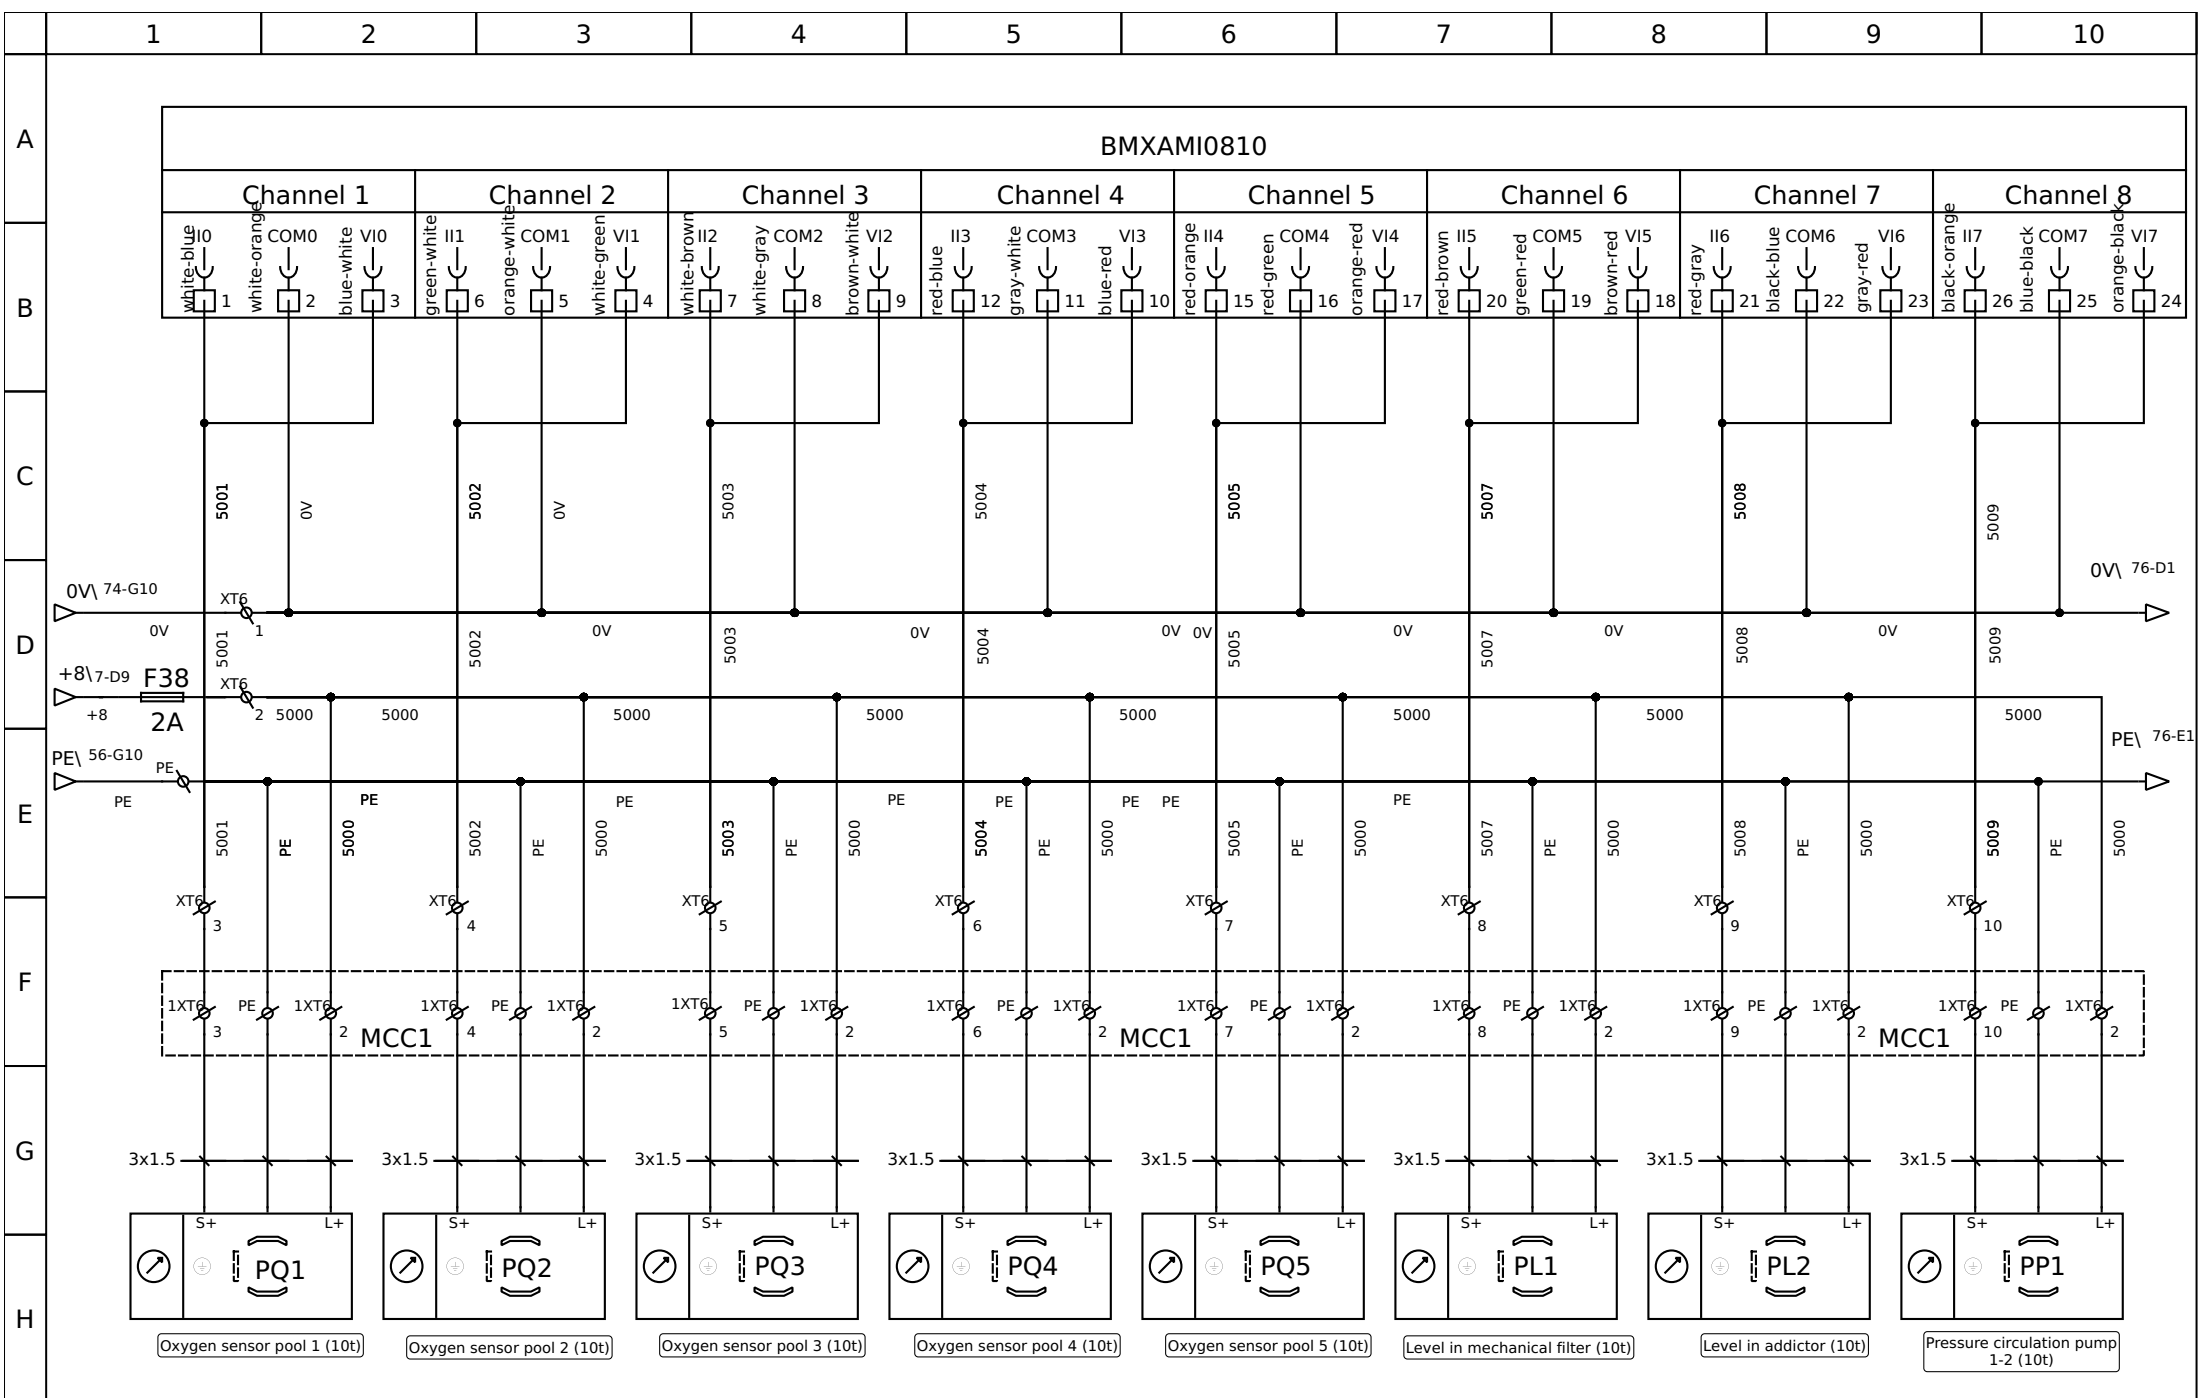 1 2 3 4 5 6 7 8 9 10
A
BMXAMI0810
Channel 1 Channel 2 Channel 3 Channel 4 Channel 5 Channel 6 Channel 7 Channel 8
B
II0 COM0 VI0 II1 COM1 VI1 II2 COM2 VI2 II3 COM3 VI3 II4 COM4 VI4 II5 COM5 VI5 II6 COM6 VI6 II7 COM7 VI7
white-blue white-orange blue-white green-white orange-white white-green white-brown white-gray brown-white red-blue gray-white blue-red red-orange red-green orange-red red-brown green-red brown-red red-gray black-blue gray-red black-orange blue-black orange-black
1 2 3 6 5 4 7 8 9 12 11 10 15 16 17 20 19 18 21 22 23 26 25 24
C
5001 0V 5002 0V 5003 5004 5005 5007 5008 5009
0V\ 74-G10 XT6 0V\ 76-D1
D
0V 1 0V 0V 0V 0V 0V 0V 0V
5001 5002 5003 5004 5005 5007 5008 5009
+8\ 7-D9 F38 XT6
+8 2A 2 5000 5000 5000 5000 5000 5000 5000 5000
PE\ 56-G10 PE PE\ 76-E1
E
PE PE PE PE PE PE PE PE
5001 PE 5000 5002 PE 5000 5003 PE 5000 5004 PE 5000 5005 PE 5000 5007 PE 5000 5008 PE 5000 5009 PE 5000
XT6 XT6 XT6 XT6 XT6 XT6 XT6 XT6
3 4 5 6 7 8 9 10
F
1XT6 PE 1XT6 1XT6 PE 1XT6 1XT6 PE 1XT6 1XT6 PE 1XT6 1XT6 PE 1XT6 1XT6 PE 1XT6 1XT6 PE 1XT6 1XT6 PE 1XT6
3 2 MCC1 4 2 5 2 6 2 MCC1 7 2 8 2 9 2 MCC1 10 2
G
3x1.5 3x1.5 3x1.5 3x1.5 3x1.5 3x1.5 3x1.5 3x1.5
S+ L+ S+ L+ S+ L+ S+ L+ S+ L+ S+ L+ S+ L+ S+ L+
PQ1 PQ2 PQ3 PQ4 PQ5 PL1 PL2 PP1
H
Oxygen sensor pool 1 (10t)
Oxygen sensor pool 2 (10t)
Oxygen sensor pool 3 (10t)
Oxygen sensor pool 4 (10t)
Oxygen sensor pool 5 (10t)
Level in mechanical filter (10t)
Level in addictor (10t)
Pressure circulation pump
1-2 (10t)